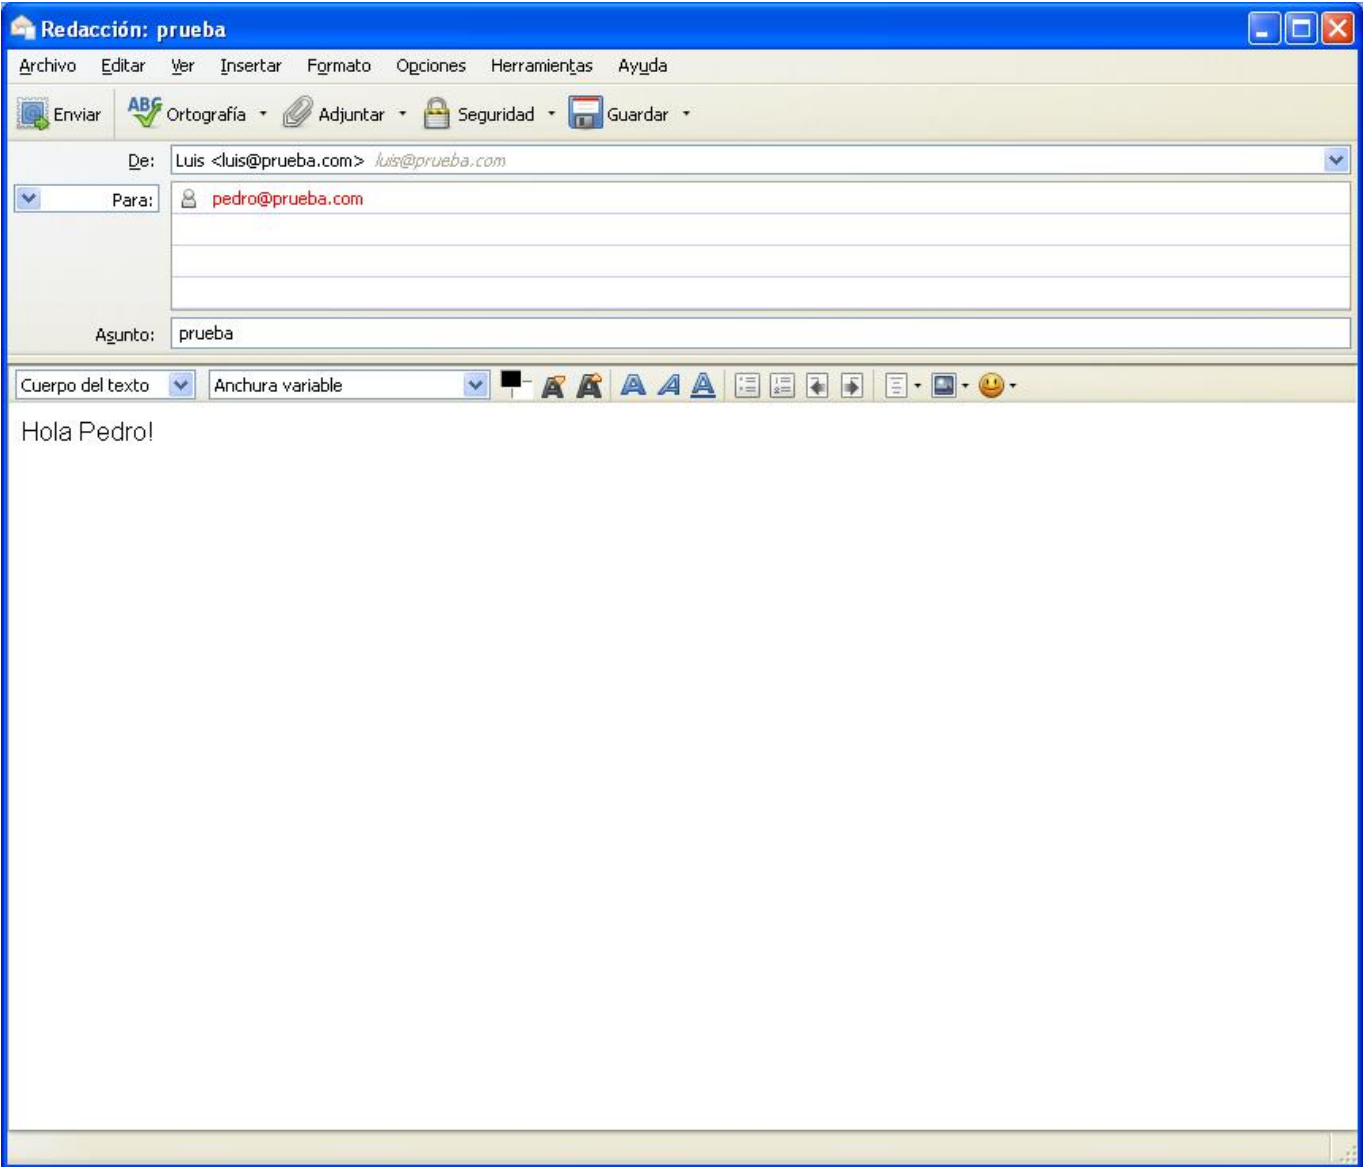 Redacción: prueba
Archivo Editar Ver Insertar Formato Opciones Herramientas Ayuda
Enviar ABC Ortografía Adjuntar Seguridad Guardar
De: Luis <luis@prueba.com> luis@prueba.com
Para: pedro@prueba.com
Asunto: prueba
Cuerpo del texto Anchura variable
Hola Pedro!